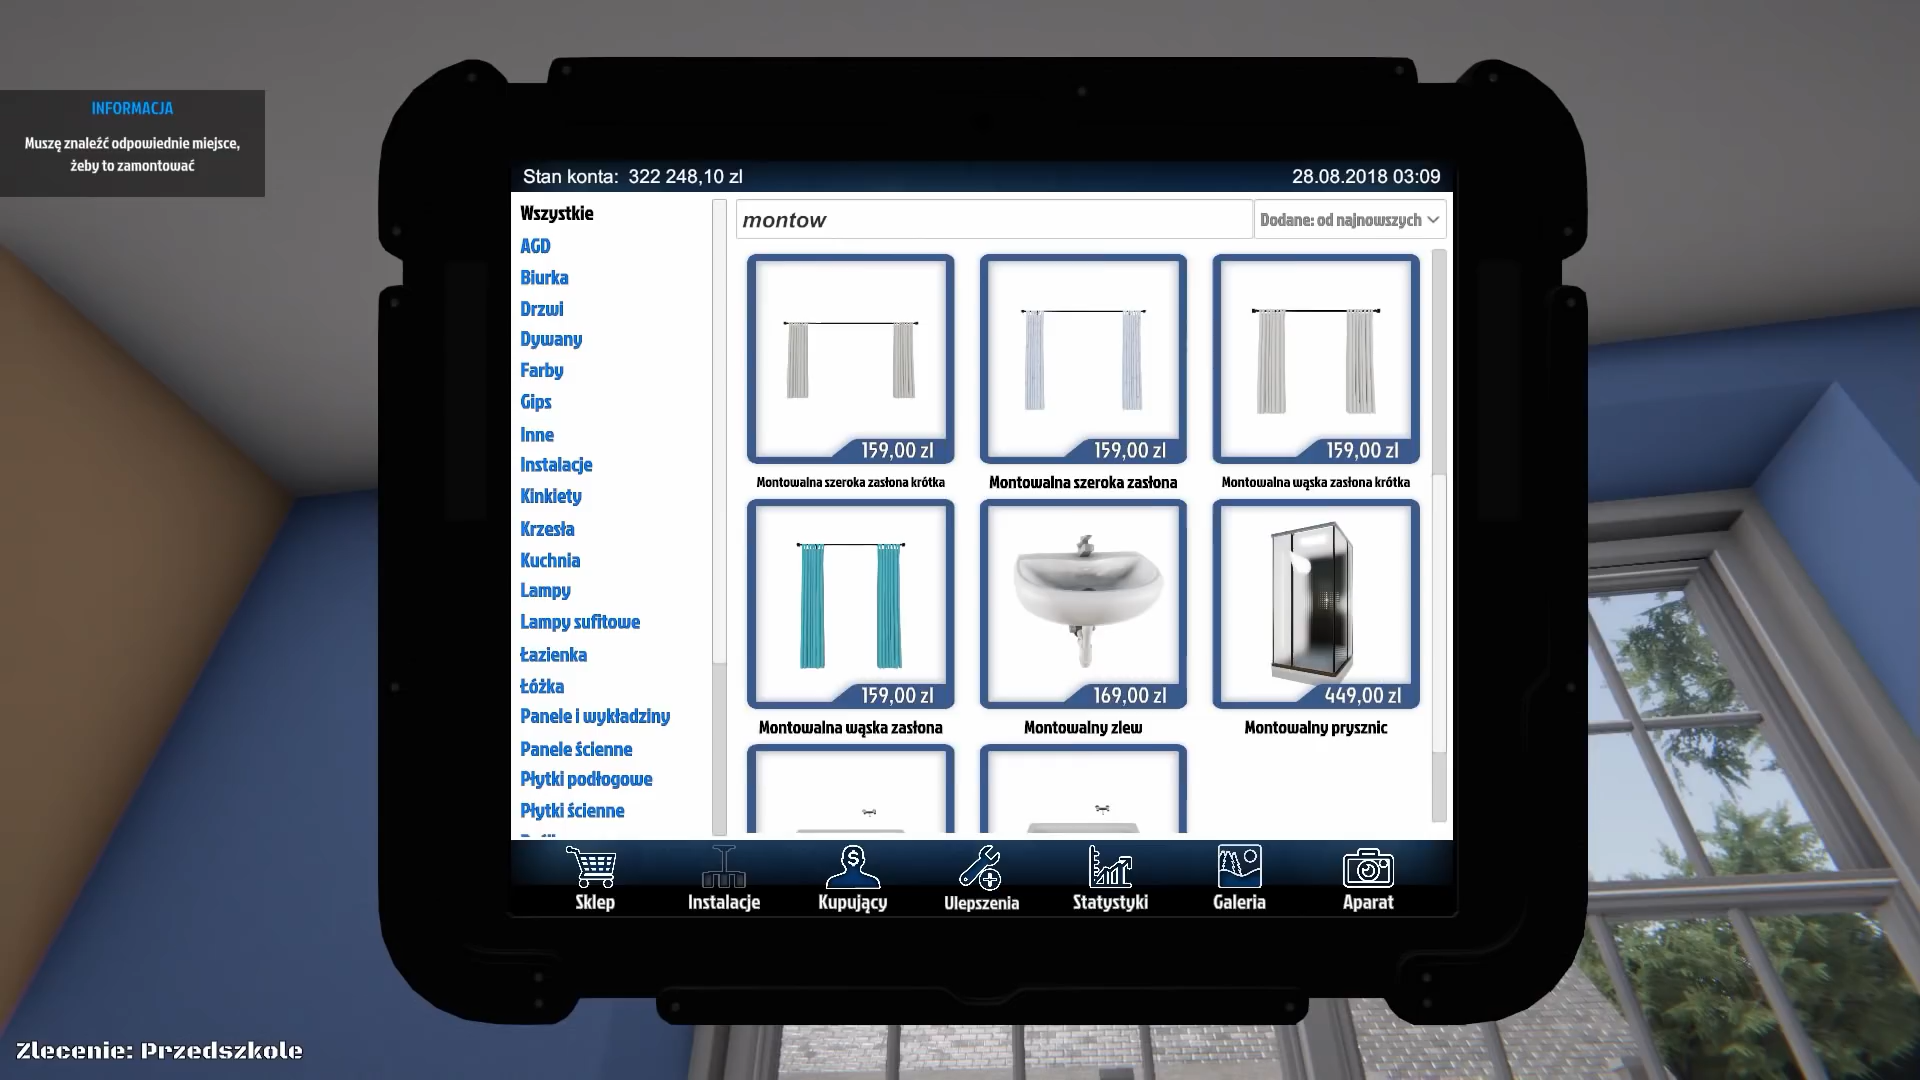 INFORMACJA
Muszę znaleźć odpowiednie miejsce,
żeby to zamontować
Stan konta: 322 248,10 zl
28.08.2018 03:09
Wszystkie
AGD
Biurka
Drzwi
Dywany
Farby
Gips
Inne
Instalacje
Kinkiety
Krzesła
Kuchnia
Lampy
Lampy sufitowe
Łazienka
Łóżka
Panele i wykładziny
Panele ścienne
Płytki podłogowe
Płytki ścienne
montow
Dodane: od najnowszych
159,00 zl
159,00 zl
159,00 zl
Montowalna szeroka zasłona krótka
Montowalna szeroka zasłona
Montowalna wąska zasłona krótka
159,00 zl
169,00 zl
449,00 zl
Montowalna wąska zasłona
Montowalny zlew
Montowalny prysznic
Sklep
Instalacje
Kupujący
Ulepszenia
Statystyki
Galeria
Aparat
Zlecenie: Przedszkole